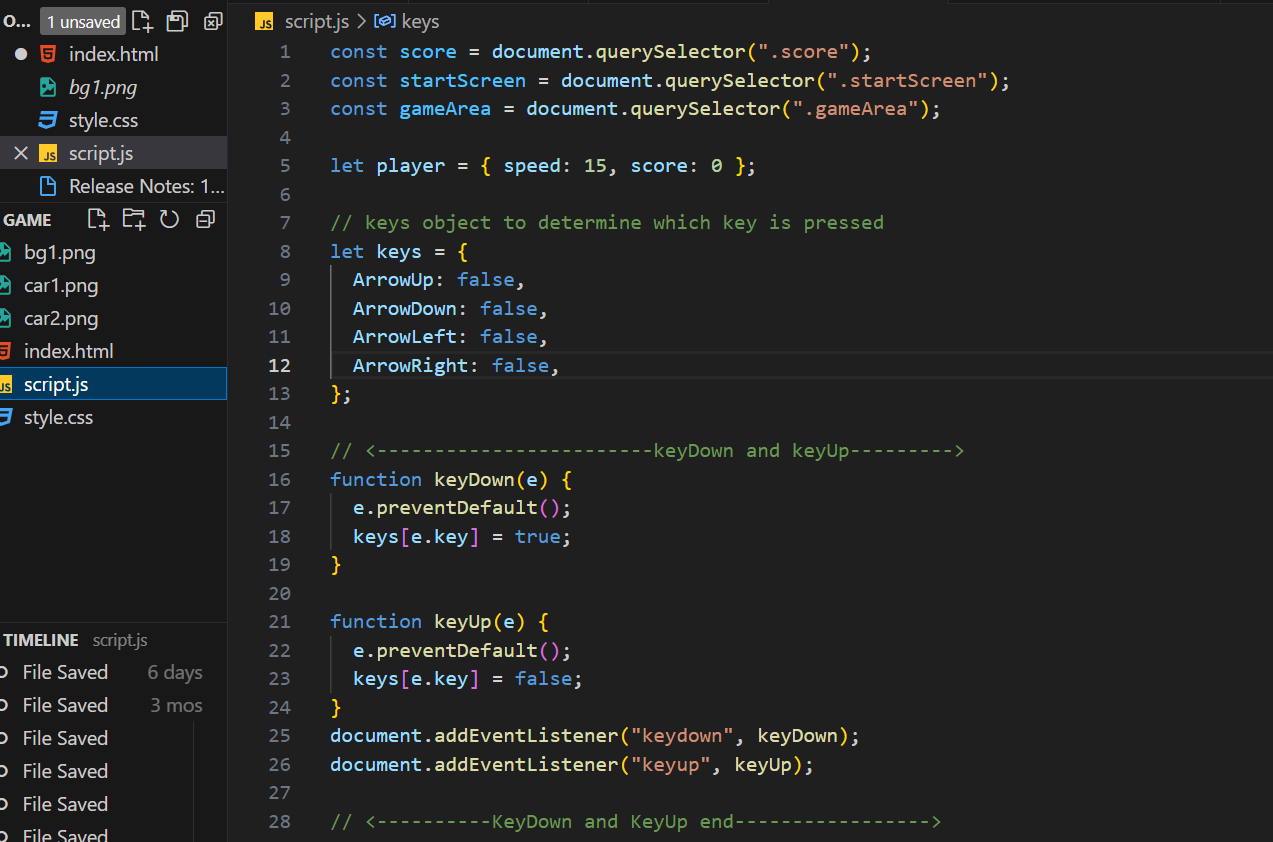 O... 1 unsaved
index.html
bg1.png
style.css
script.js
Release Notes: 1...
GAME
bg1.png
car1.png
car2.png
index.html
script.js
style.css
TIMELINE script.js
File Saved 6 days
File Saved 3 mos
File Saved
File Saved
File Saved
File Saved
JS script.js > keys
1 const score = document.querySelector(".score");
2 const startScreen = document.querySelector(".startScreen");
3 const gameArea = document.querySelector(".gameArea");
4
5 let player = { speed: 15, score: 0 };
6
7 // keys object to determine which key is pressed
8 let keys = {
9   ArrowUp: false,
10   ArrowDown: false,
11   ArrowLeft: false,
12   ArrowRight: false,
13 };
14
15 // <------------------------keyDown and keyUp--------->
16 function keyDown(e) {
17   e.preventDefault();
18   keys[e.key] = true;
19 }
20
21 function keyUp(e) {
22   e.preventDefault();
23   keys[e.key] = false;
24 }
25 document.addEventListener("keydown", keyDown);
26 document.addEventListener("keyup", keyUp);
27
28 // <----------KeyDown and KeyUp end----------------->